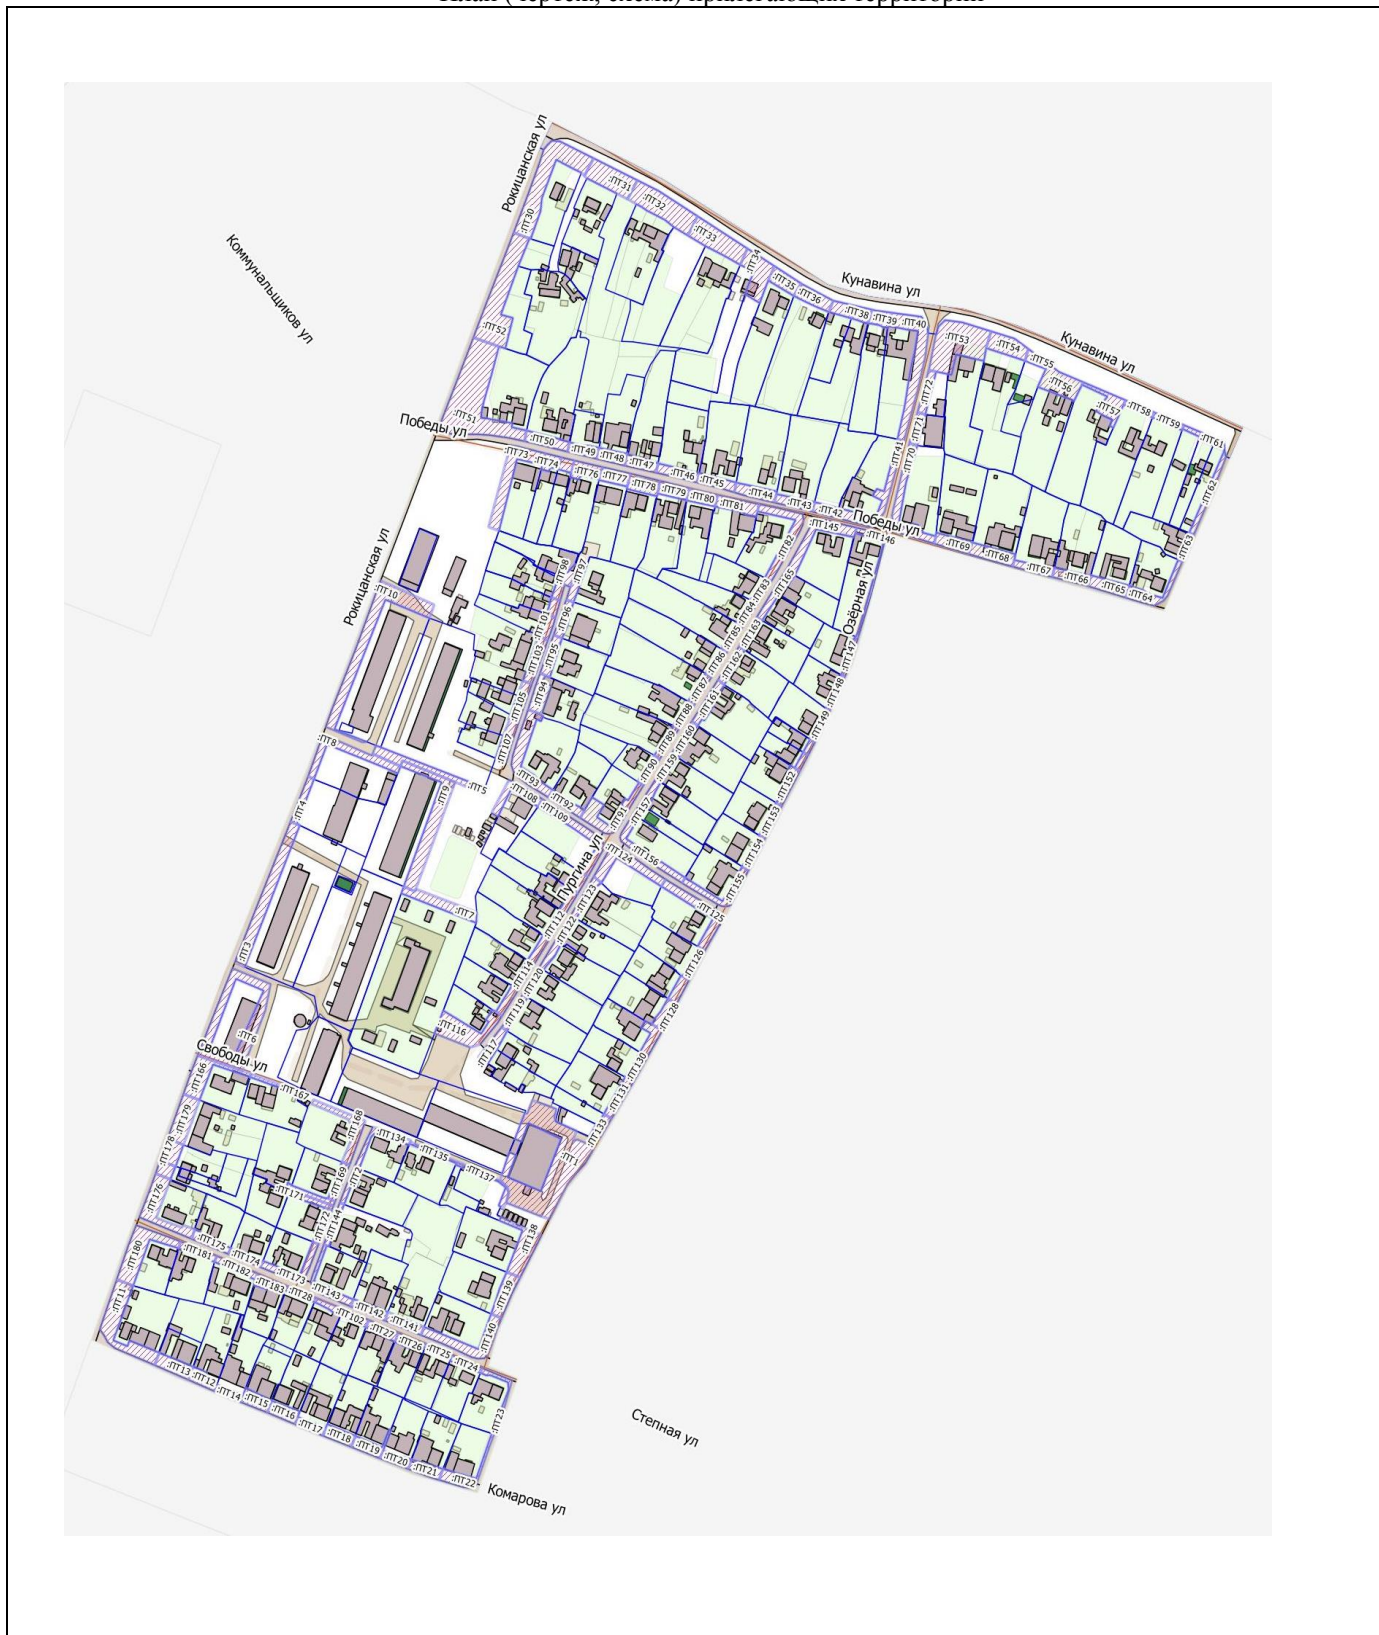 План (чертеж, схема) прилегающих территорий
Рокицанская ул
:ПТ31
:ПТ32
:ПТ30
:ПТ33
Коммунальщиков ул
:ПТ34
:ПТ35
:ПТ36
Кунавина ул
:ПТ38
:ПТ39
:ПТ40
:ПТ52
:ПТ53
:ПТ54
Кунавина ул
:ПТ55
:ПТ56
:ПТ72
:ПТ57
:ПТ58
:ПТ59
:ПТ51
Победы ул
:ПТ71
:ПТ61
:ПТ50
:ПТ49
:ПТ48
:ПТ47
:ПТ41
:ПТ70
:ПТ73
:ПТ74
:ПТ76
:ПТ77
:ПТ78
:ПТ46
:ПТ45
:ПТ44
:ПТ79
:ПТ80
:ПТ81
:ПТ43
:ПТ42
:ПТ62
Победы ул
:ПТ145
:ПТ146
:ПТ82
:ПТ69
:ПТ68
:ПТ63
:ПТ67
:ПТ66
:ПТ65
:ПТ64
Рокицанская ул
:ПТ98
:ПТ97
:ПТ10
:ПТ83
:ПТ165
:ПТ84
Озёрная ул
:ПТ101
:ПТ96
:ПТ85
:ПТ163
:ПТ103
:ПТ95
:ПТ86
:ПТ162
:ПТ147
:ПТ94
:ПТ87
:ПТ148
:ПТ105
:ПТ88
:ПТ161
:ПТ149
:ПТ8
:ПТ107
:ПТ89
:ПТ160
:ПТ5
:ПТ93
:ПТ90
:ПТ159
:ПТ152
:ПТ9
:ПТ108
:ПТ92
:ПТ4
:ПТ109
:ПТ91
:ПТ157
:ПТ153
:ПТ124
:ПТ156
:ПТ154
Пургина ул
:ПТ155
:ПТ7
:ПТ123
:ПТ125
:ПТ112
:ПТ122
:ПТ3
:ПТ126
:ПТ114
:ПТ120
:ПТ119
:ПТ128
:ПТ116
:ПТ6
Свободы ул
:ПТ117
:ПТ130
:ПТ166
:ПТ167
:ПТ131
:ПТ179
:ПТ168
:ПТ134
:ПТ133
:ПТ178
:ПТ135
:ПТ1
:ПТ169
:ПТ2
:ПТ137
:ПТ176
:ПТ171
:ПТ172
:ПТ144
:ПТ138
:ПТ175
:ПТ180
:ПТ181
:ПТ174
:ПТ173
:ПТ182
:ПТ183
:ПТ28
:ПТ143
:ПТ139
:ПТ11
:ПТ102
:ПТ142
:ПТ141
:ПТ27
:ПТ26
:ПТ25
:ПТ24
:ПТ140
:ПТ13
:ПТ12
:ПТ14
:ПТ15
:ПТ16
:ПТ17
:ПТ23
Степная ул
:ПТ18
:ПТ19
:ПТ20
:ПТ21
:ПТ22
Комарова ул